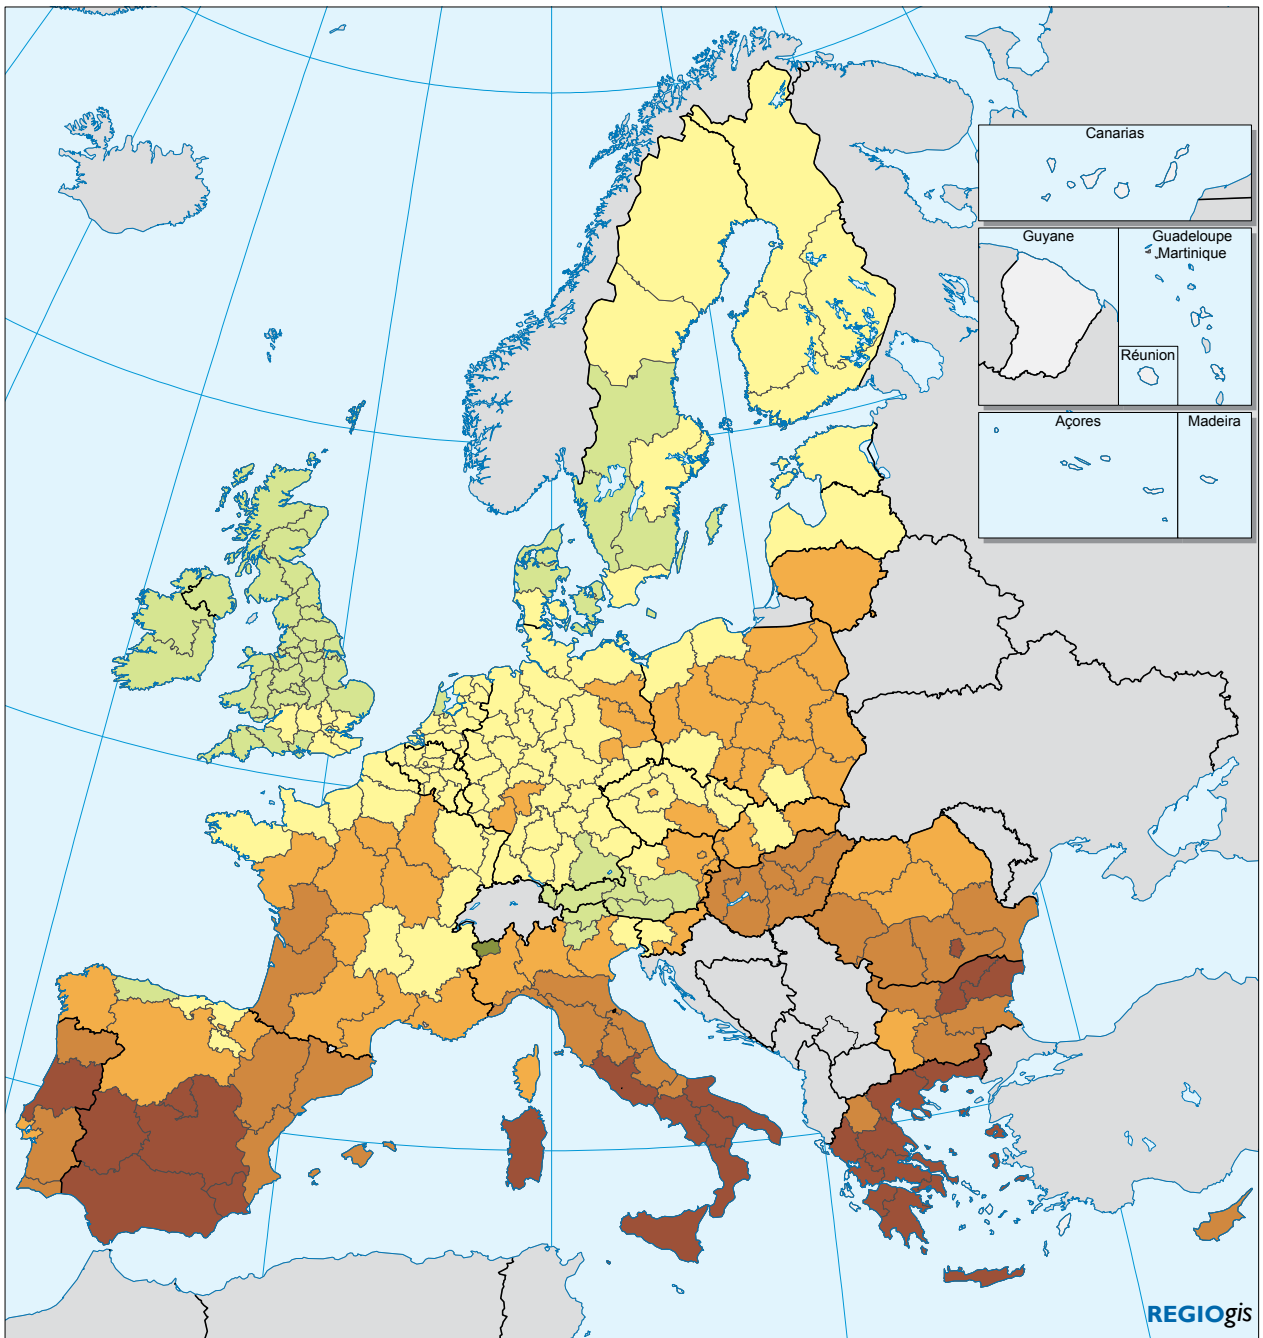 Canarias
Guyane
Guadeloupe
Martinique
Réunion
Açores
Madeira
REGIOgis